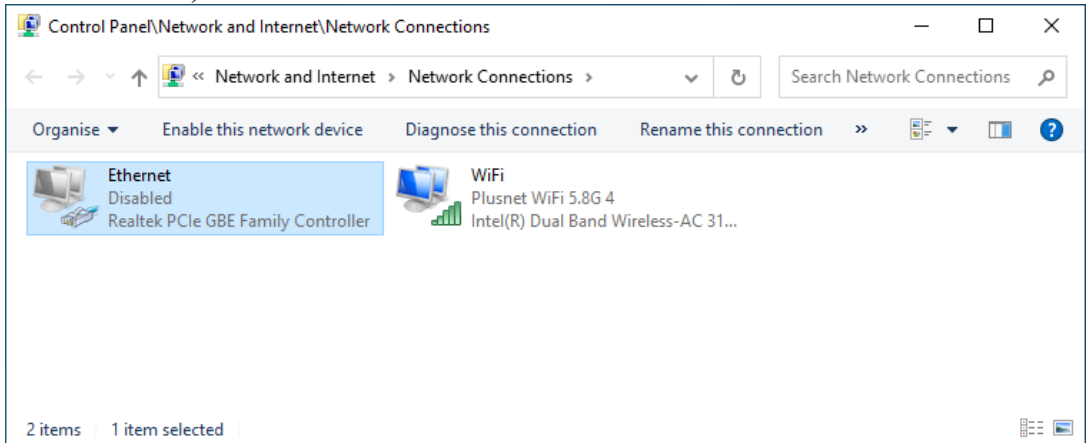 Control Panel\Network and Internet\Network Connections
« Network and Internet > Network Connections >
Search Network Connections
Organise Enable this network device Diagnose this connection Rename this connection »
Ethernet
Disabled
Realtek PCIe GBE Family Controller
WiFi
Plusnet WiFi 5.8G 4
Intel(R) Dual Band Wireless-AC 31...
2 items 1 item selected